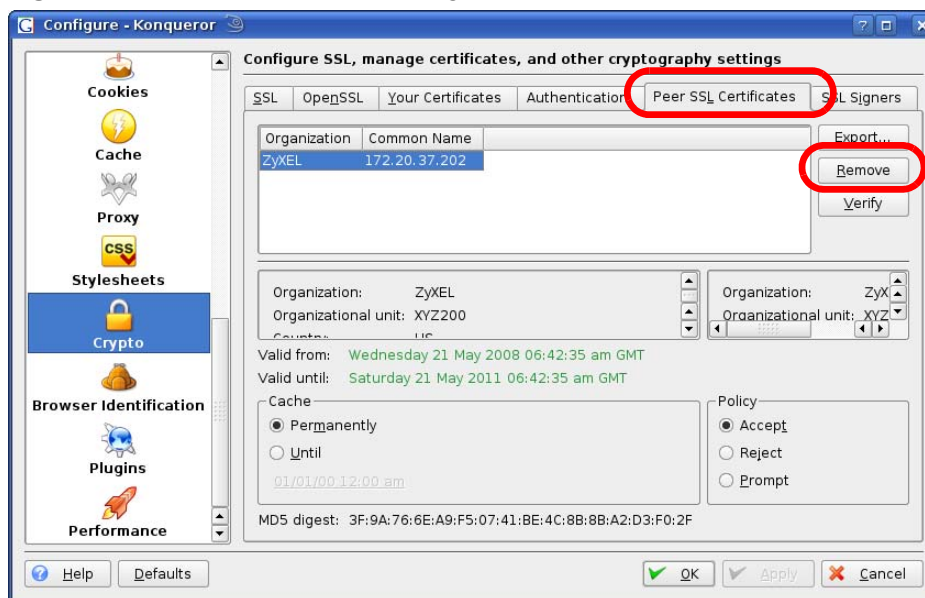 Configure - Konqueror
Cookies
Cache
Proxy
CSS
Stylesheets
Crypto
Browser Identification
Plugins
Performance
Configure SSL, manage certificates, and other cryptography settings
SSL
OpenSSL
Your Certificates
Authentication
Peer SSL Certificates
SSL Signers
Organization
Common Name
ZyXEL
172.20.37.202
Export...
Remove
Verify
Organization: ZyXEL
Organizational unit: XYZ200
Organization: ZyX
Organizational unit: XYZ
Valid from: Wednesday 21 May 2008 06:42:35 am GMT
Valid until: Saturday 21 May 2011 06:42:35 am GMT
Cache
Permanently
Until
01/01/00 12:00 am
Policy
Accept
Reject
Prompt
MD5 digest: 3F:9A:76:6E:A9:F5:07:41:BE:4C:8B:8B:A2:D3:F0:2F
Help
Defaults
OK
Apply
Cancel